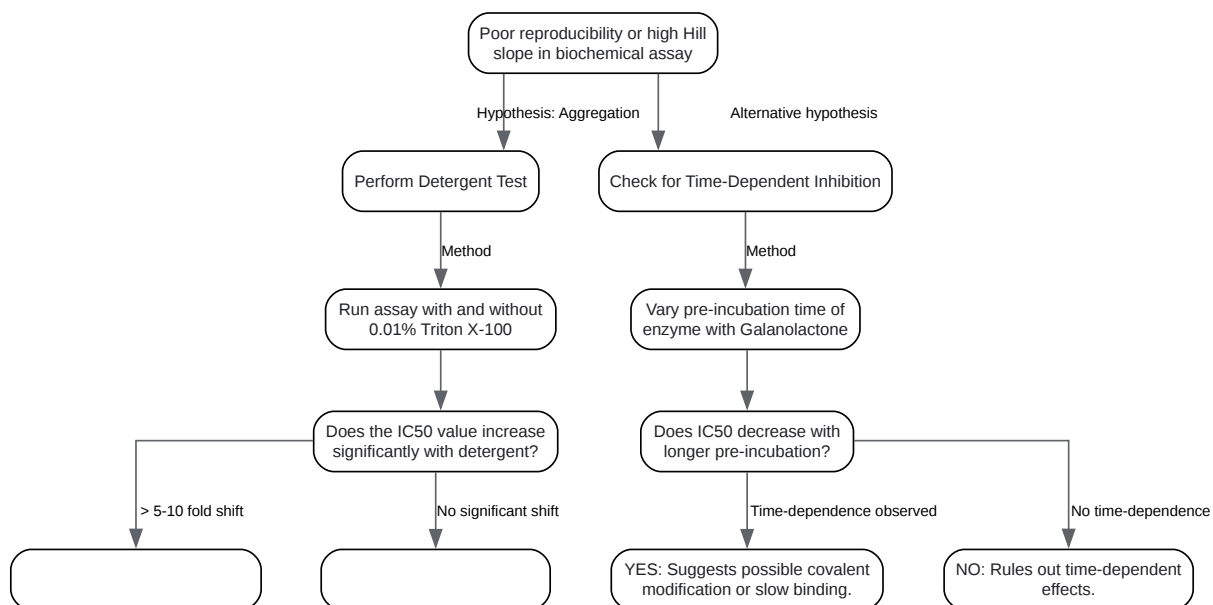 Poor reproducibility or high Hill
slope in biochemical assay
Hypothesis: Aggregation
Alternative hypothesis
Perform Detergent Test
Check for Time-Dependent Inhibition
Method
Method
Run assay with and without
0.01% Triton X-100
Vary pre-incubation time of
enzyme with Galanolactone
Does the IC50 value increase
significantly with detergent?
Does IC50 decrease with
longer pre-incubation?
> 5-10 fold shift
No significant shift
Time-dependence observed
No time-dependence
YES: Suggests possible covalent
modification or slow binding.
NO: Rules out time-dependent
effects.